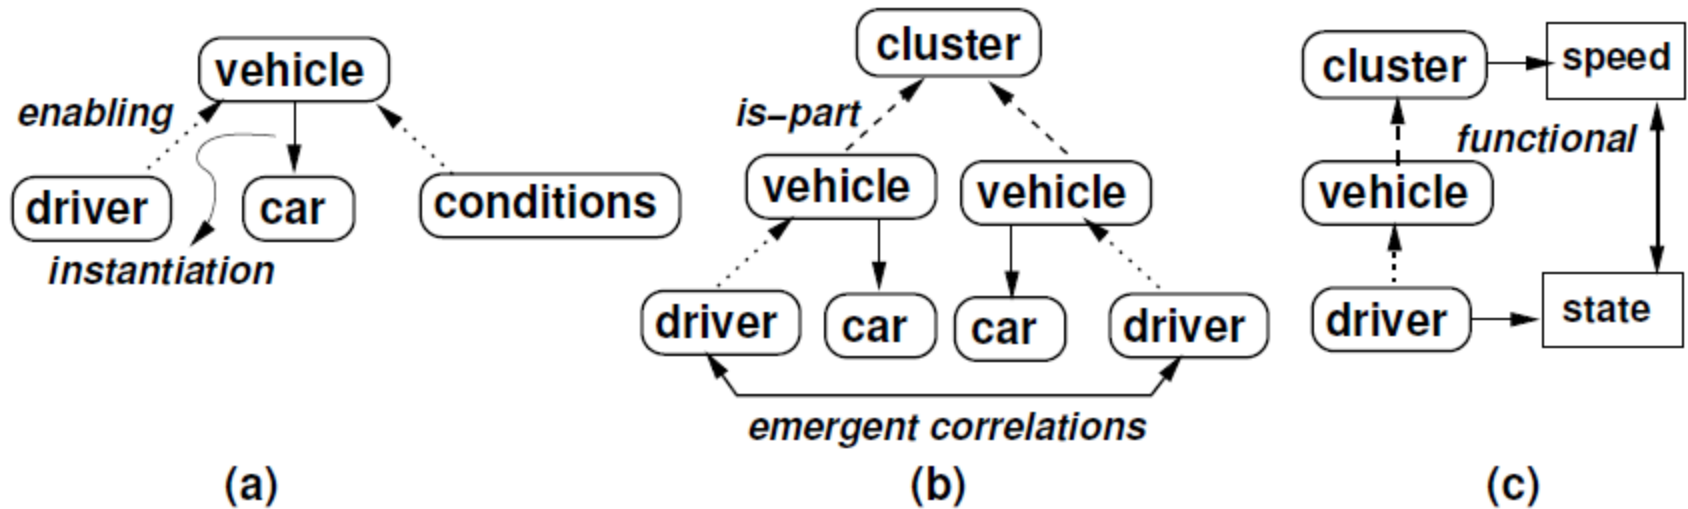 vehicle
enabling
driver
car
conditions
instantiation
(a)
cluster
is-part
vehicle
vehicle
driver
car
car
driver
emergent correlations
(b)
cluster
speed
functional
vehicle
driver
state
(c)